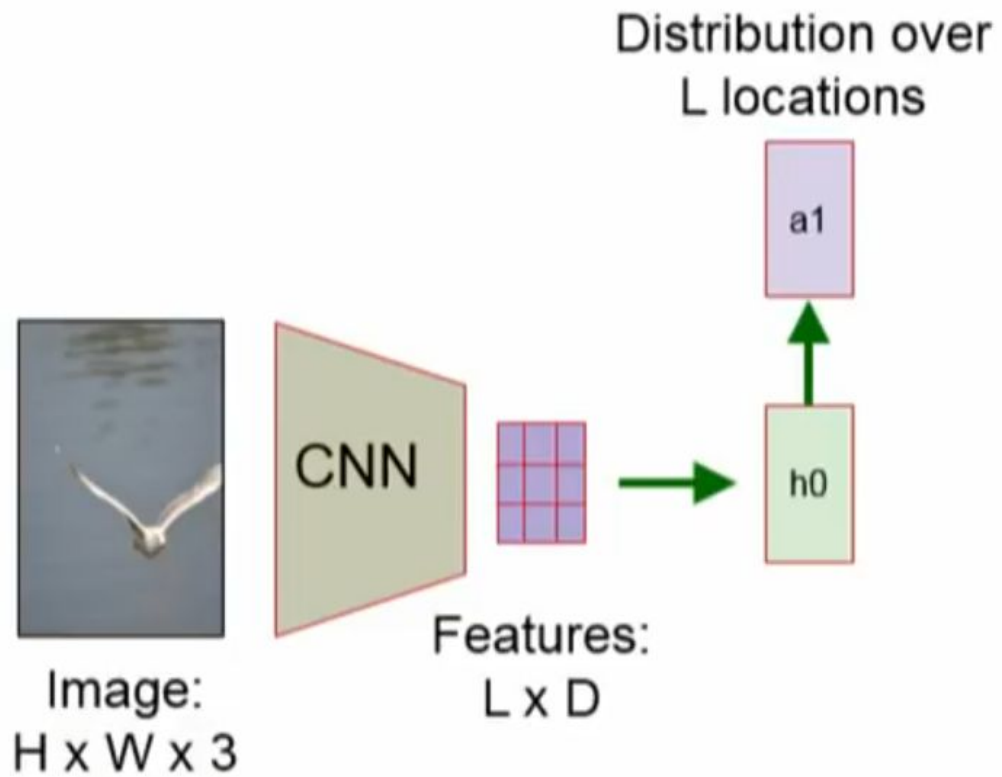 Distribution over
L locations
a1
CNN
h0
Features:
L x D
Image:
H x W x 3